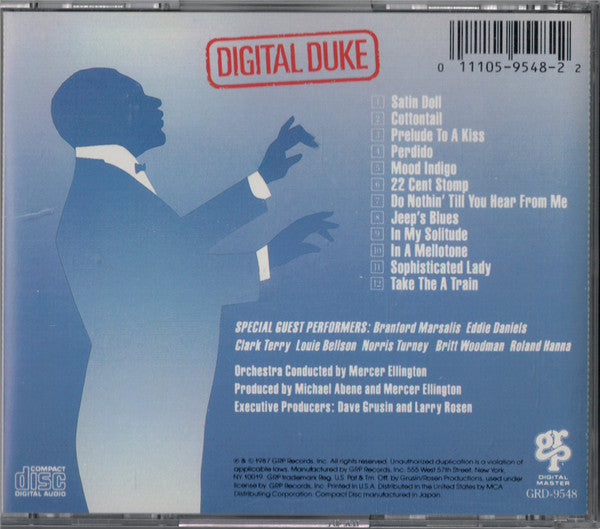 DIGITAL DUKE
0 11105-9548-2 2
1 Satin Doll
2 Cottontail
3 Prelude To A Kiss
4 Perdido
5 Mood Indigo
6 22 Cent Stomp
7 Do Nothin' Till You Hear From Me
8 Jeep's Blues
9 In My Solitude
10 In A Mellotone
11 Sophisticated Lady
12 Take The A Train
SPECIAL GUEST PERFORMERS: Branford Marsalis Eddie Daniels
Clark Terry Louie Bellson Norris Turney Britt Woodman Roland Hanna
Orchestra Conducted by Mercer Ellington
Produced by Michael Abene and Mercer Ellington
Executive Producers: Dave Grusin and Larry Rosen
℗ & © 1987 GRP Records, Inc. All rights reserved. Unauthorized duplication is a violation of
applicable laws. Manufactured by GRP Records, Inc. 555 West 57th Street, New York,
NY 10019. GRP trademark Reg. U.S. Pat & Tm. Off. by Grusin/Rosen Productions, used under
license by GRP Records, Inc. Printed in U.S.A. Distributed in the United States by MCA
Distributing Corporation. Compact Disc manufactured in Japan.
COMPACT
disc
DIGITAL AUDIO
grp
DIGITAL
MASTER
GRD-9548